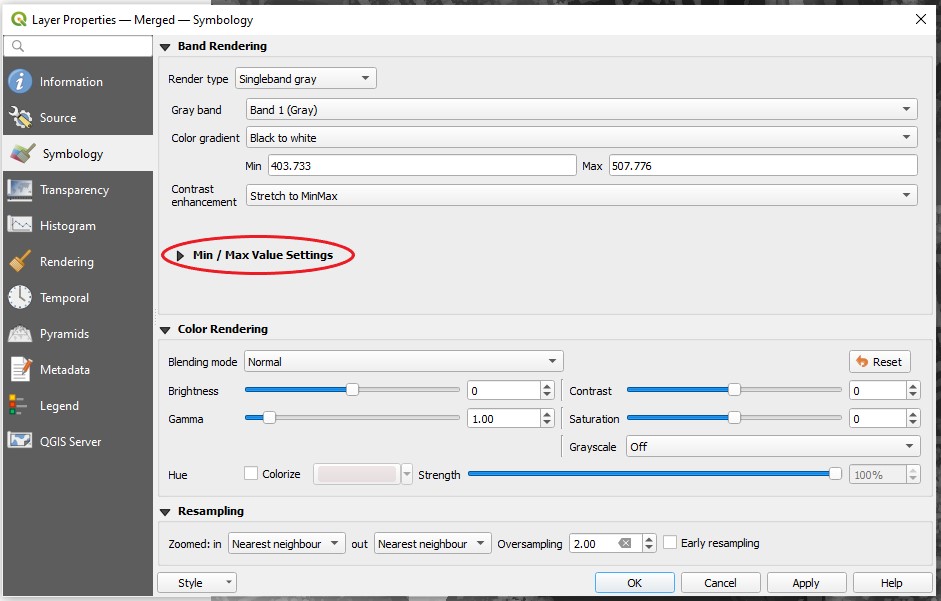 Layer Properties — Merged — Symbology
Information
Source
Symbology
Transparency
Histogram
Rendering
Temporal
Pyramids
Metadata
Legend
QGIS Server
Band Rendering
Render type Singleband gray
Gray band Band 1 (Gray)
Color gradient Black to white
Min 403.733 Max 507.776
Contrast
enhancement Stretch to MinMax
Min / Max Value Settings
Color Rendering
Blending mode Normal Reset
Brightness 0 Contrast 0
Gamma 1.00 Saturation 0
Grayscale Off
Hue Colorize Strength 100%
Resampling
Zoomed: in Nearest neighbour out Nearest neighbour Oversampling 2.00 Early resampling
Style OK Cancel Apply Help